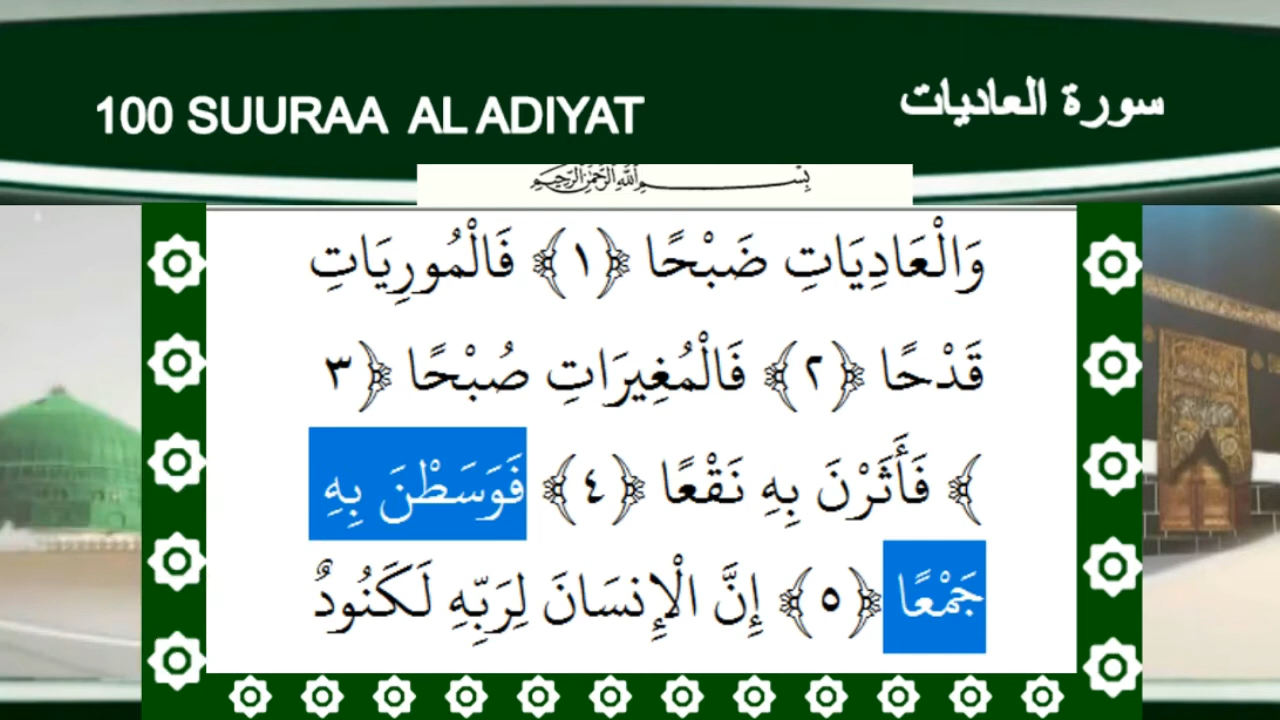 100 SUURAA AL ADIYAT
سورة العاديات
بِسْمِ اللَّهِ الرَّحْمَٰنِ الرَّحِيمِ
وَالْعَادِيَاتِ ضَبْحًا ﴿١﴾ فَالْمُورِيَاتِ
قَدْحًا ﴿٢﴾ فَالْمُغِيرَاتِ صُبْحًا ﴿٣
﴾ فَأَثَرْنَ بِهِ نَقْعًا ﴿٤﴾ فَوَسَطْنَ بِهِ
جَمْعًا ﴿٥﴾ إِنَّ الْإِنسَانَ لِرَبِّهِ لَكَنُودٌ